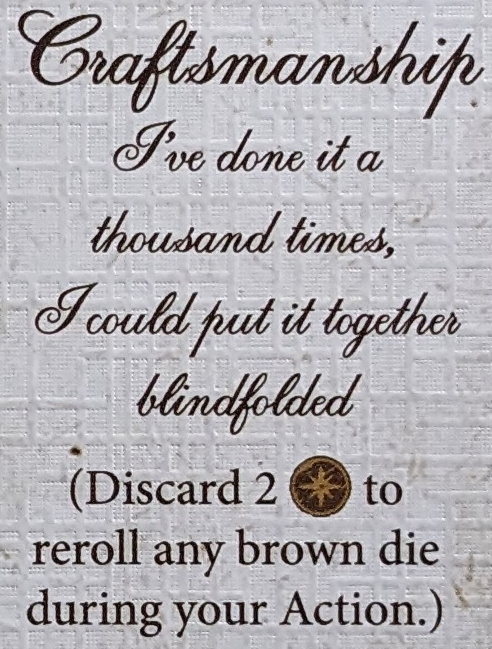 Craftsmanship
I've done it a
thousand times,
I could put it together
blindfolded
(Discard 2 to
reroll any brown die
during your Action.)